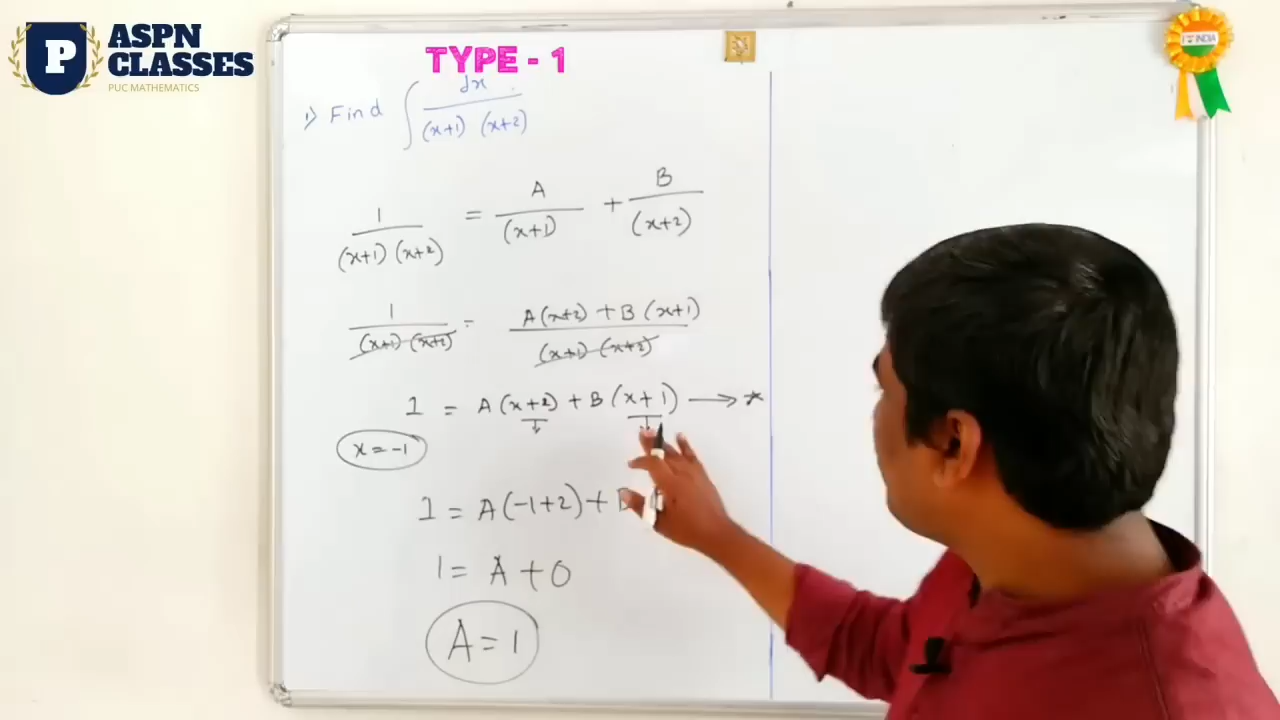 P
ASPN
CLASSES
PUC MATHEMATICS
TYPE - 1
I INDIA
1) Find ∫ dx / (x+1) (x+2)
1 / (x+1) (x+2) = A / (x+1) + B / (x+2)
1 / (x+1) (x+2) = A(x+2) + B(x+1) / (x+1) (x+2)
1 = A(x+2) + B(x+1) → *
x = -1
1 = A(-1+2) +
1 = A + 0
A = 1